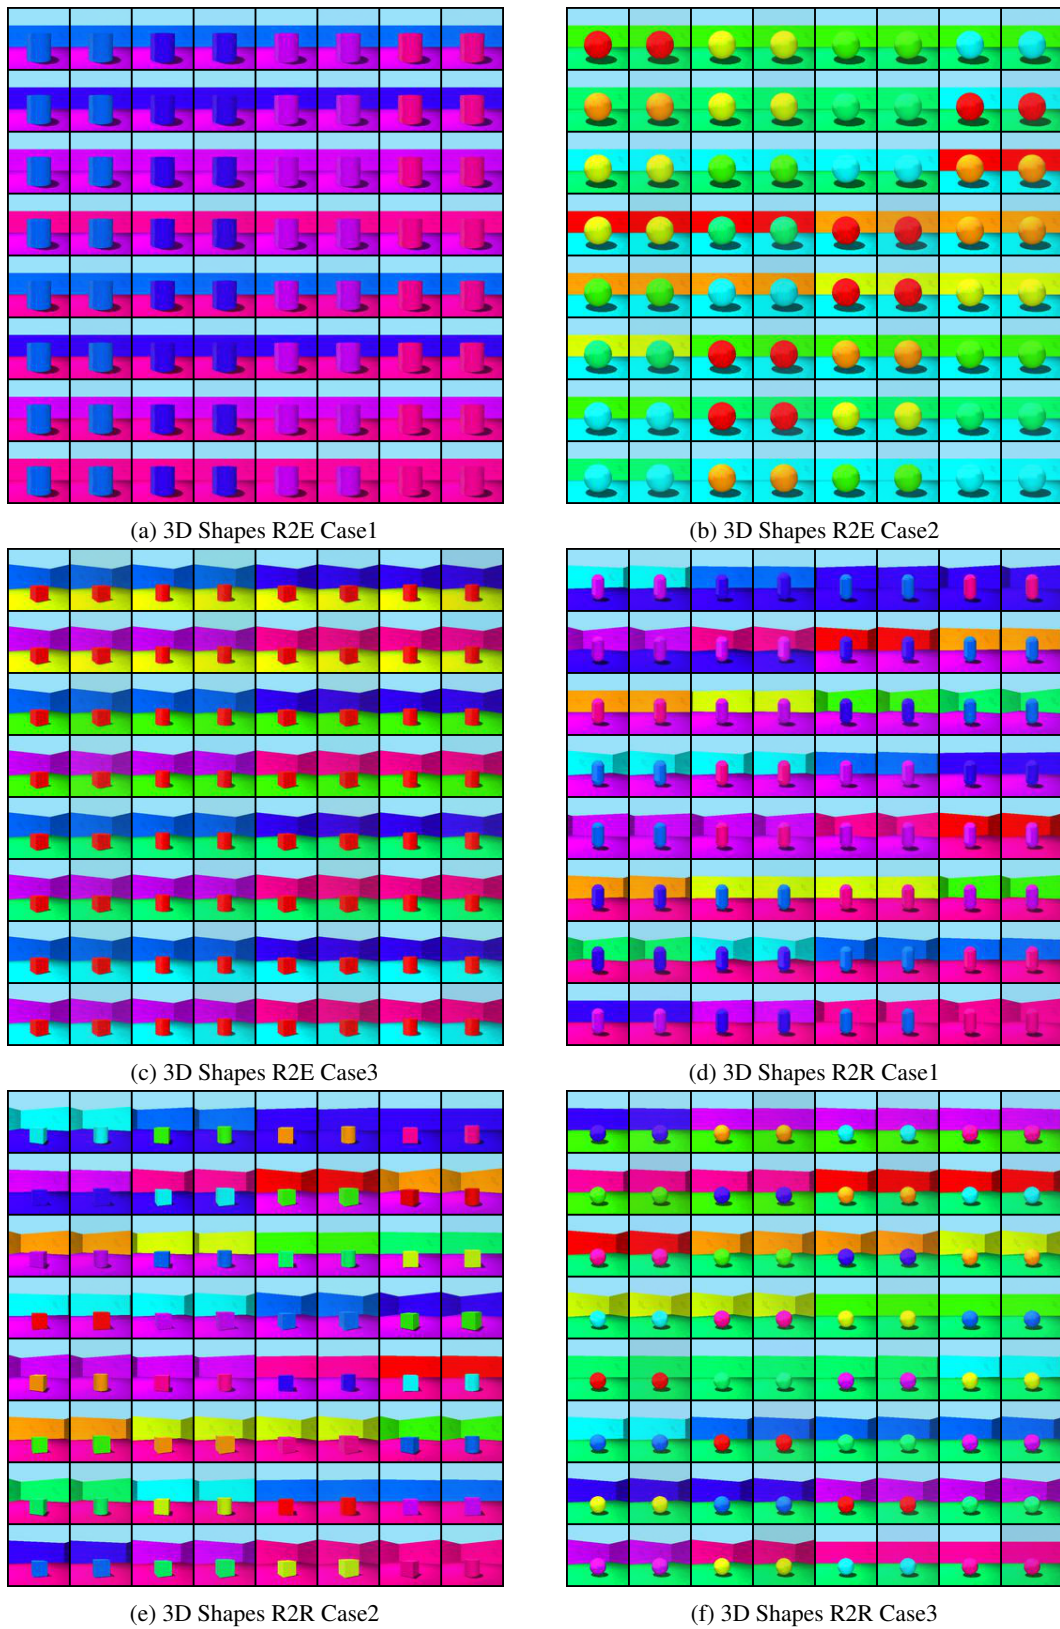 (a) 3D Shapes R2E Case1
(b) 3D Shapes R2E Case2
(c) 3D Shapes R2E Case3
(d) 3D Shapes R2R Case1
(e) 3D Shapes R2R Case2
(f) 3D Shapes R2R Case3